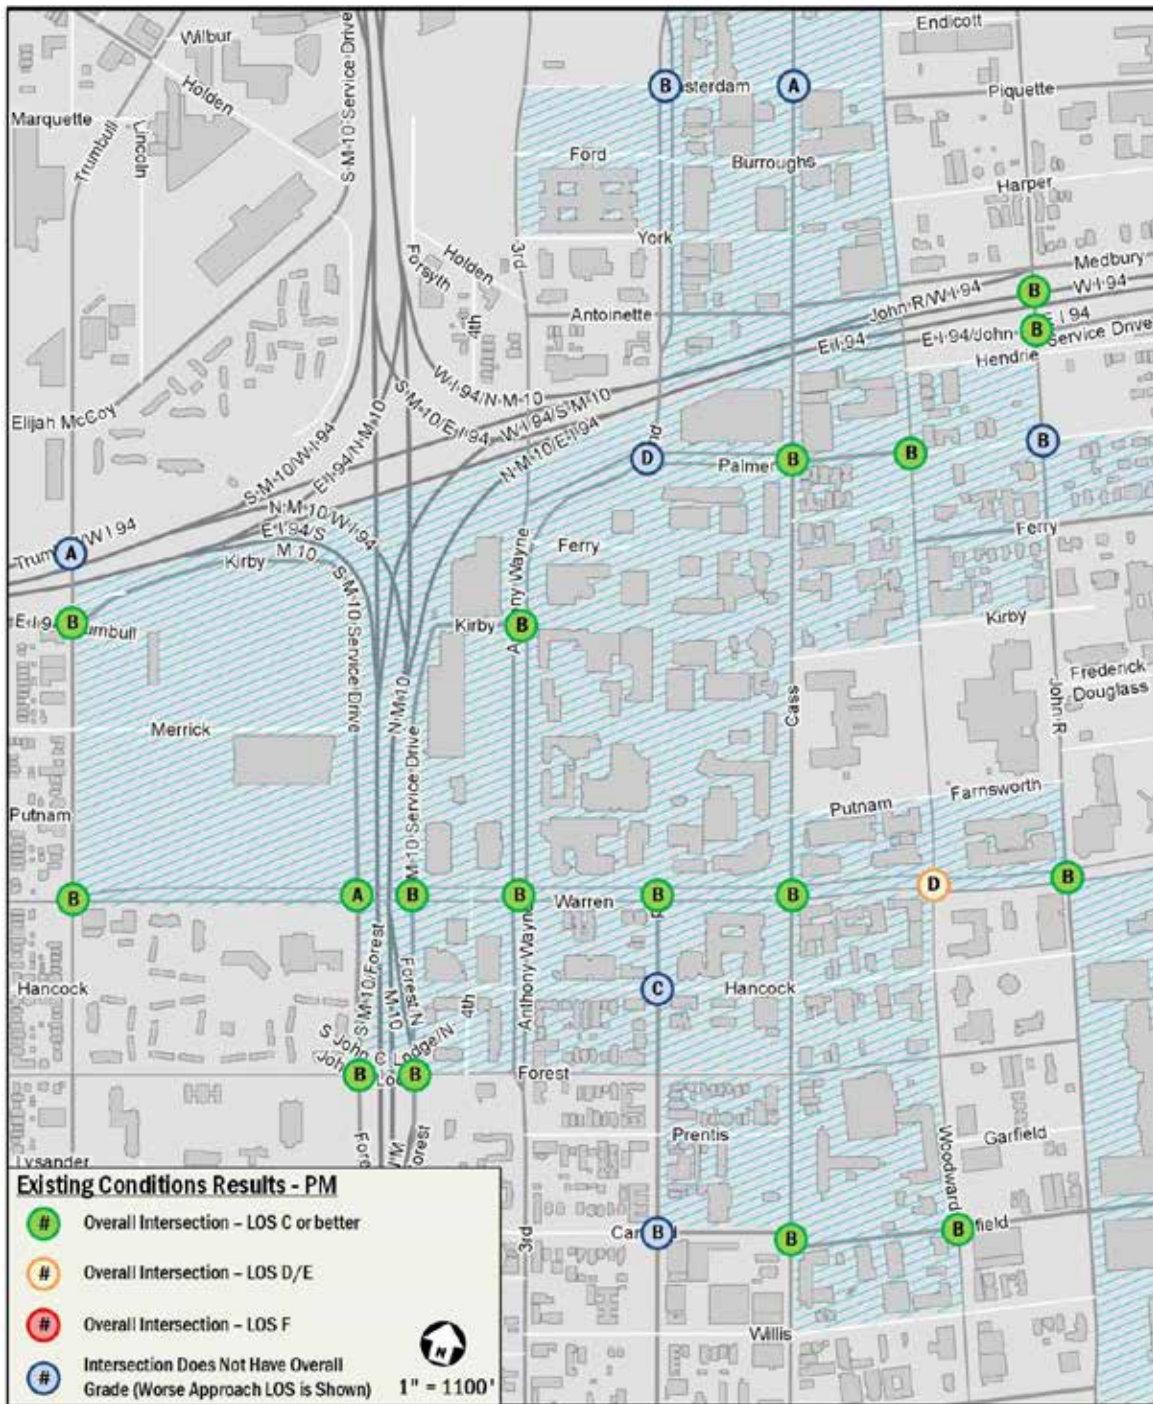 Endicott
Wilbur
S-M-10-Service-Drive
Holden
Marquette
Trumbull
Lincoln
B
sterdam
A
Piquette
Ford
Burroughs
Harper
York
3rd
Holden
Forsyth
4th
Antoinette
Medbury
John-R/W-I-94
W-I-94
B
E-I-94
E-I-94/John
B
Service Drive
Hendrie
E-I-94
W-I-94/N-M-10
S-M-10/E-I-94
W-I-94/S-M-10
N-M-10/E-I-94
Elijah McCoy
S-M-10/W-I-94
E-I-94/N-M-10
N-M-10/W-I-94
E-I-94/S
M-10
Kirby
nd
D
Palmer
B
B
B
Ferry
Ferry
A
/W-I-94
B
Kirby
B
Kirby
S-M-10-Service-Drive
N-M-10
M-10-Service-Drive
Cass
Frederick
Douglass
John-R
Merrick
Putnam
Putnam
Farnsworth
B
A
B
B
Warren
B
B
D
B
Hancock
S-M-10/Forest
M-10
Forest-N
4th
Anthony Wayne
C
Hancock
S John C Lodge/N
B
B
Forest
Prentis
Garfield
Woodward
Lysander
3rd
B
B
B
field
Willis
Existing Conditions Results - PM
# Overall Intersection – LOS C or better
# Overall Intersection – LOS D/E
# Overall Intersection – LOS F
# Intersection Does Not Have Overall
Grade (Worse Approach LOS is Shown)
N
1" = 1100'